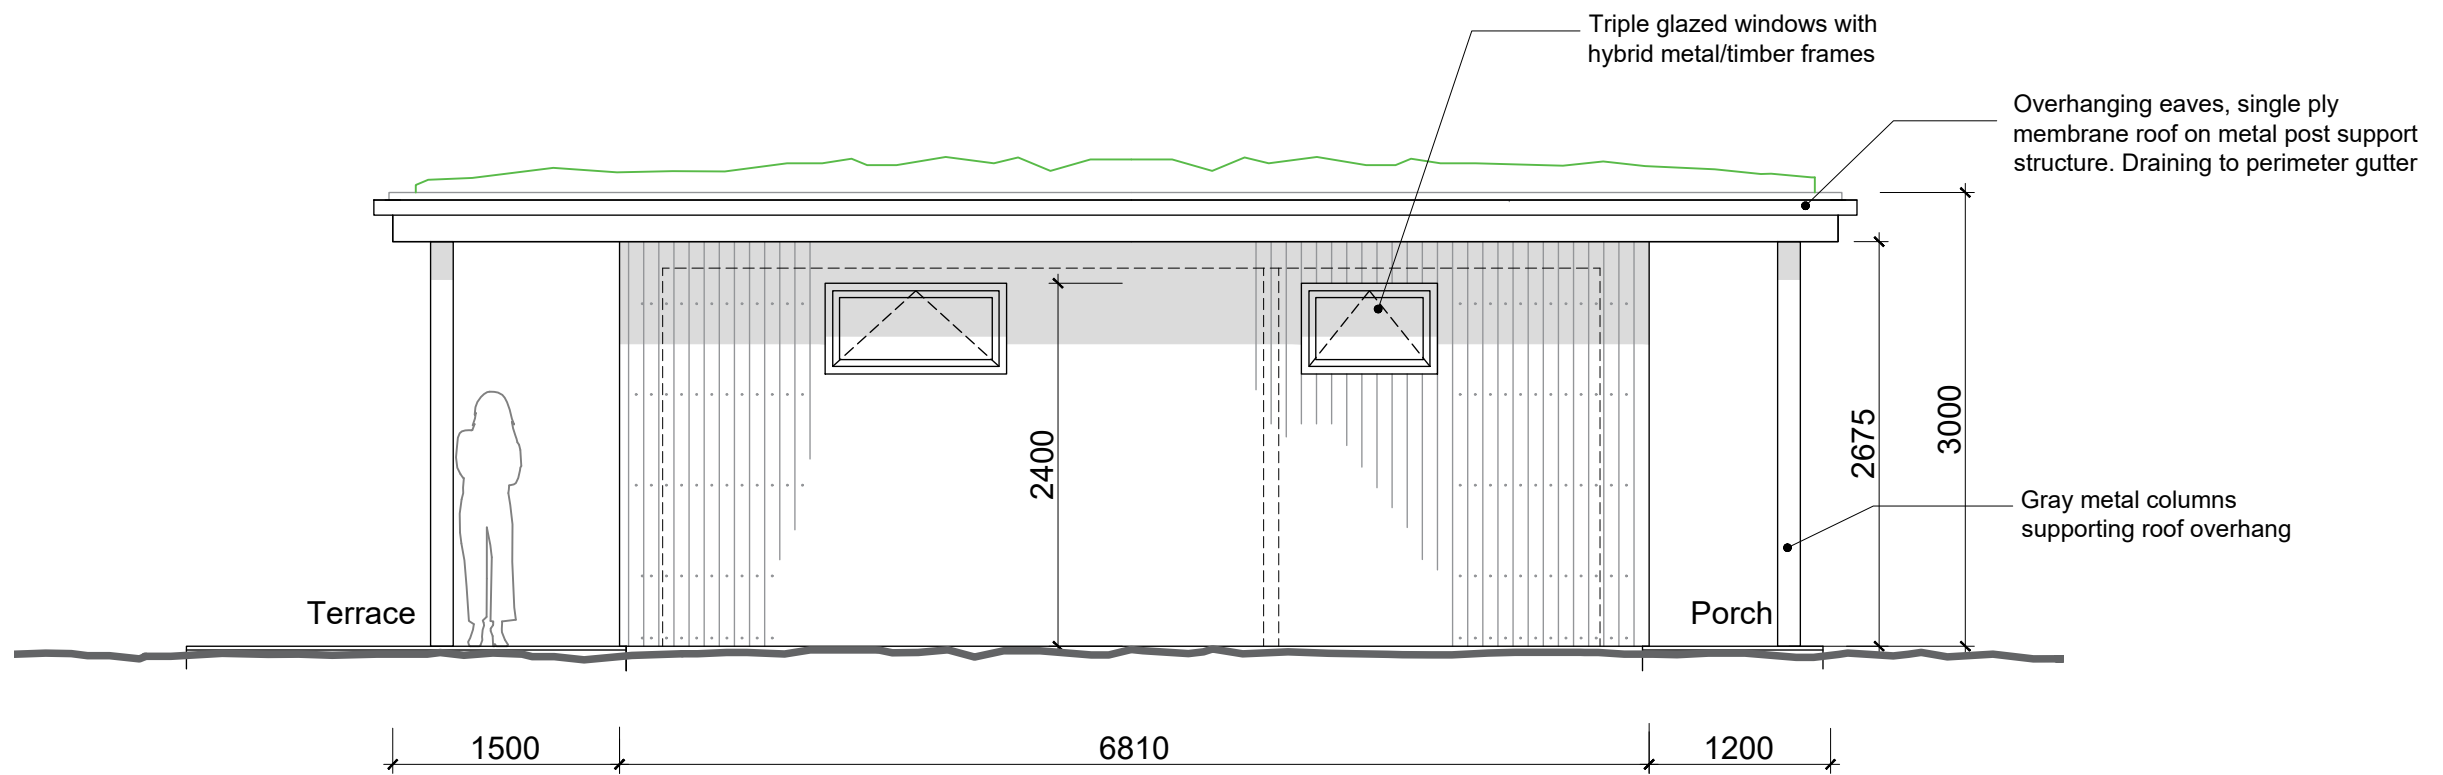 Triple glazed windows with
hybrid metal/timber frames
Overhanging eaves, single ply
membrane roof on metal post support
structure. Draining to perimeter gutter
2400
2675
3000
Gray metal columns
supporting roof overhang
Terrace
Porch
1500
6810
1200